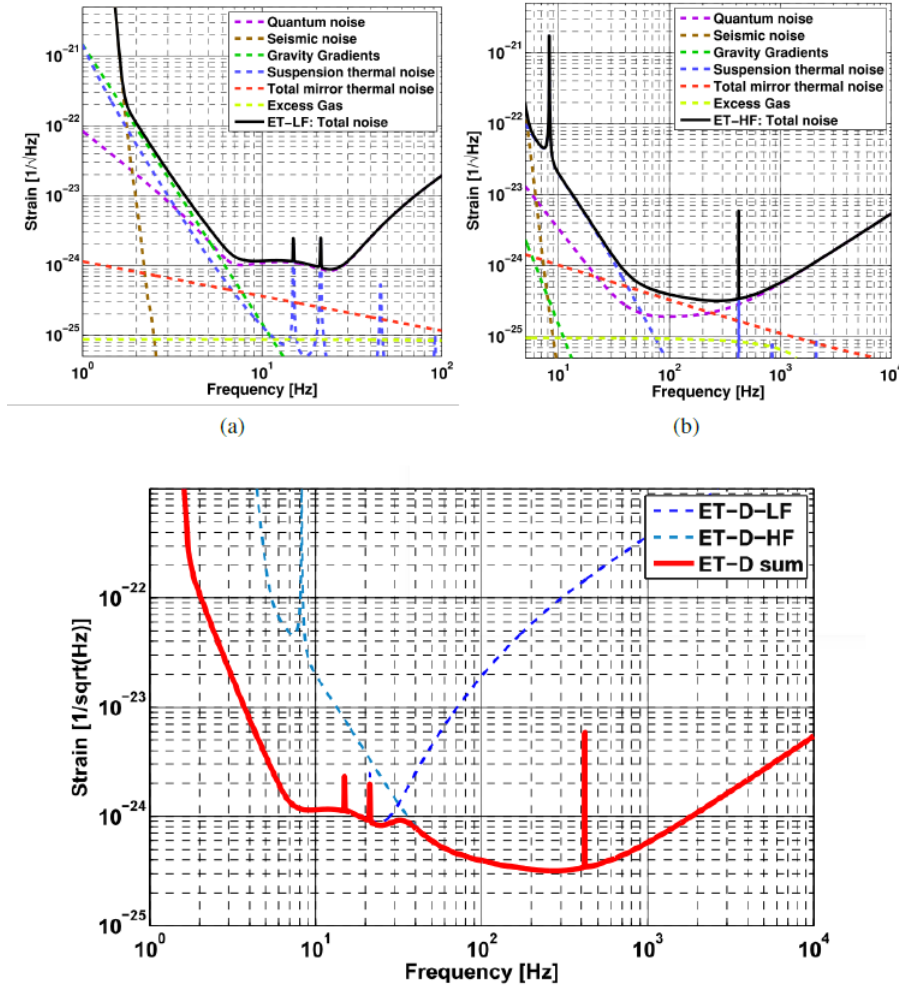 Quantum noise
Seismic noise
Gravity Gradients
Suspension thermal noise
Total mirror thermal noise
Excess Gas
ET-LF: Total noise
Strain [1/√Hz]
10^-21
10^-22
10^-23
10^-24
10^-25
10^0
10^1
10^2
Frequency [Hz]
(a)
Quantum noise
Seismic noise
Gravity Gradients
Suspension thermal noise
Total mirror thermal noise
Excess Gas
ET-HF: Total noise
Strain [1/√Hz]
10^-21
10^-22
10^-23
10^-24
10^-25
10^1
10^2
10^3
10^4
Frequency [Hz]
(b)
ET-D-LF
ET-D-HF
ET-D sum
Strain [1/sqrt(Hz)]
10^-22
10^-23
10^-24
10^-25
10^0
10^1
10^2
10^3
10^4
Frequency [Hz]